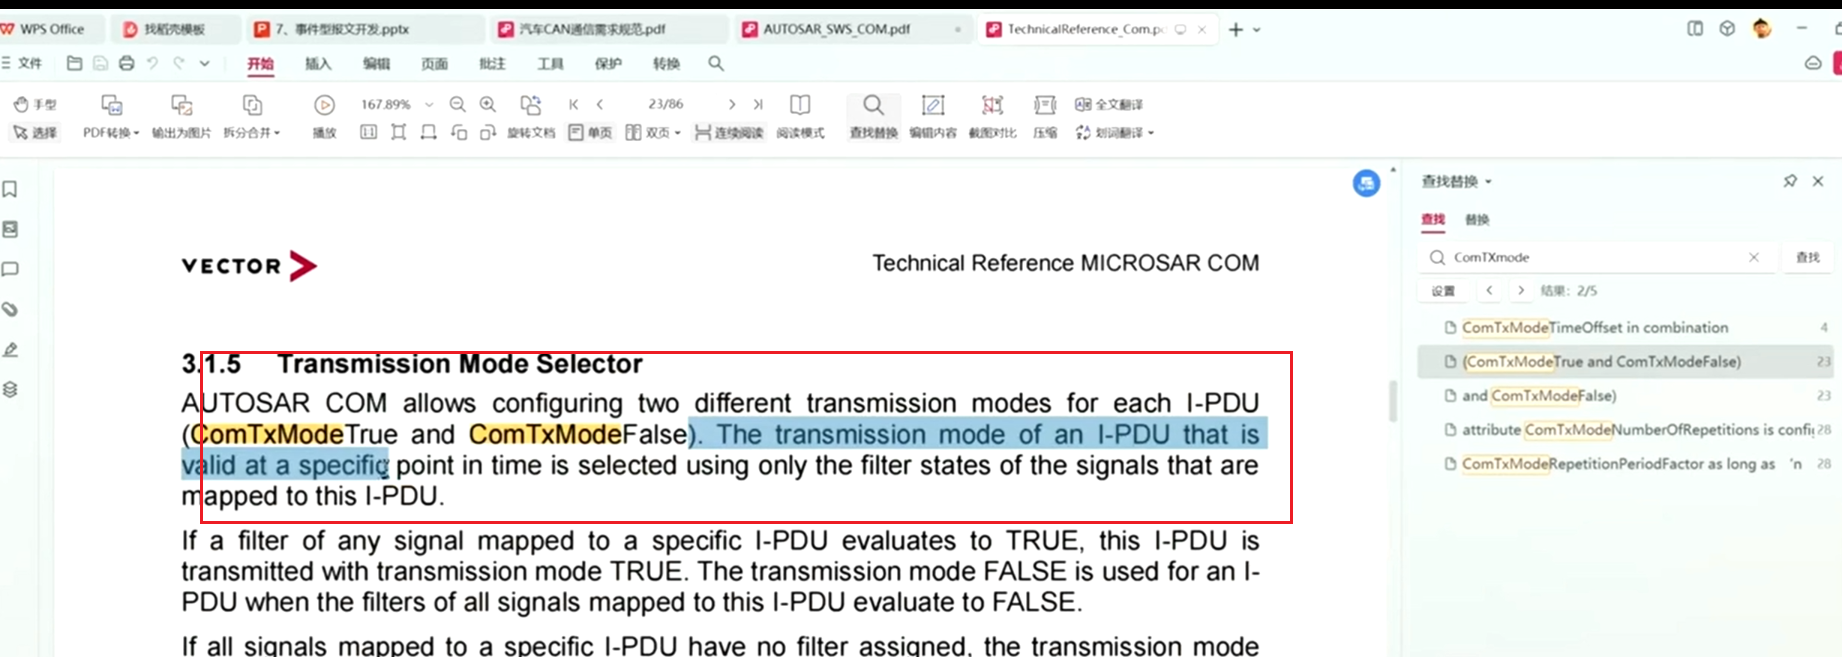 WPS Office 找稻壳模板 7、事件型报文开发.pptx 汽车CAN通信需求规范.pdf AUTOSAR_SWS_COM.pdf TechnicalReference_Com.p
文件 开始 插入 编辑 页面 批注 工具 保护 转换
手型 167.89% 23/86 全文翻译
选择 PDF转换 输出为图片 拆分合并 播放 旋转文档 单页 双页 连续阅读 阅读模式 查找替换 编辑内容 截图对比 压缩 划词翻译
VECTOR
Technical Reference MICROSAR COM
3.1.5 Transmission Mode Selector
AUTOSAR COM allows configuring two different transmission modes for each I-PDU
(ComTxModeTrue and ComTxModeFalse). The transmission mode of an I-PDU that is
valid at a specific point in time is selected using only the filter states of the signals that are
mapped to this I-PDU.
If a filter of any signal mapped to a specific I-PDU evaluates to TRUE, this I-PDU is
transmitted with transmission mode TRUE. The transmission mode FALSE is used for an I-
PDU when the filters of all signals mapped to this I-PDU evaluate to FALSE.
If all signals mapped to a specific I-PDU have no filter assigned, the transmission mode
查找替换
查找 替换
ComTXmode 查找
设置 结果: 2/5
ComTxModeTimeOffset in combination 4
(ComTxModeTrue and ComTxModeFalse) 23
and ComTxModeFalse) 23
attribute ComTxModeNumberOfRepetitions is config 28
ComTxModeRepetitionPeriodFactor as long as 'n 28